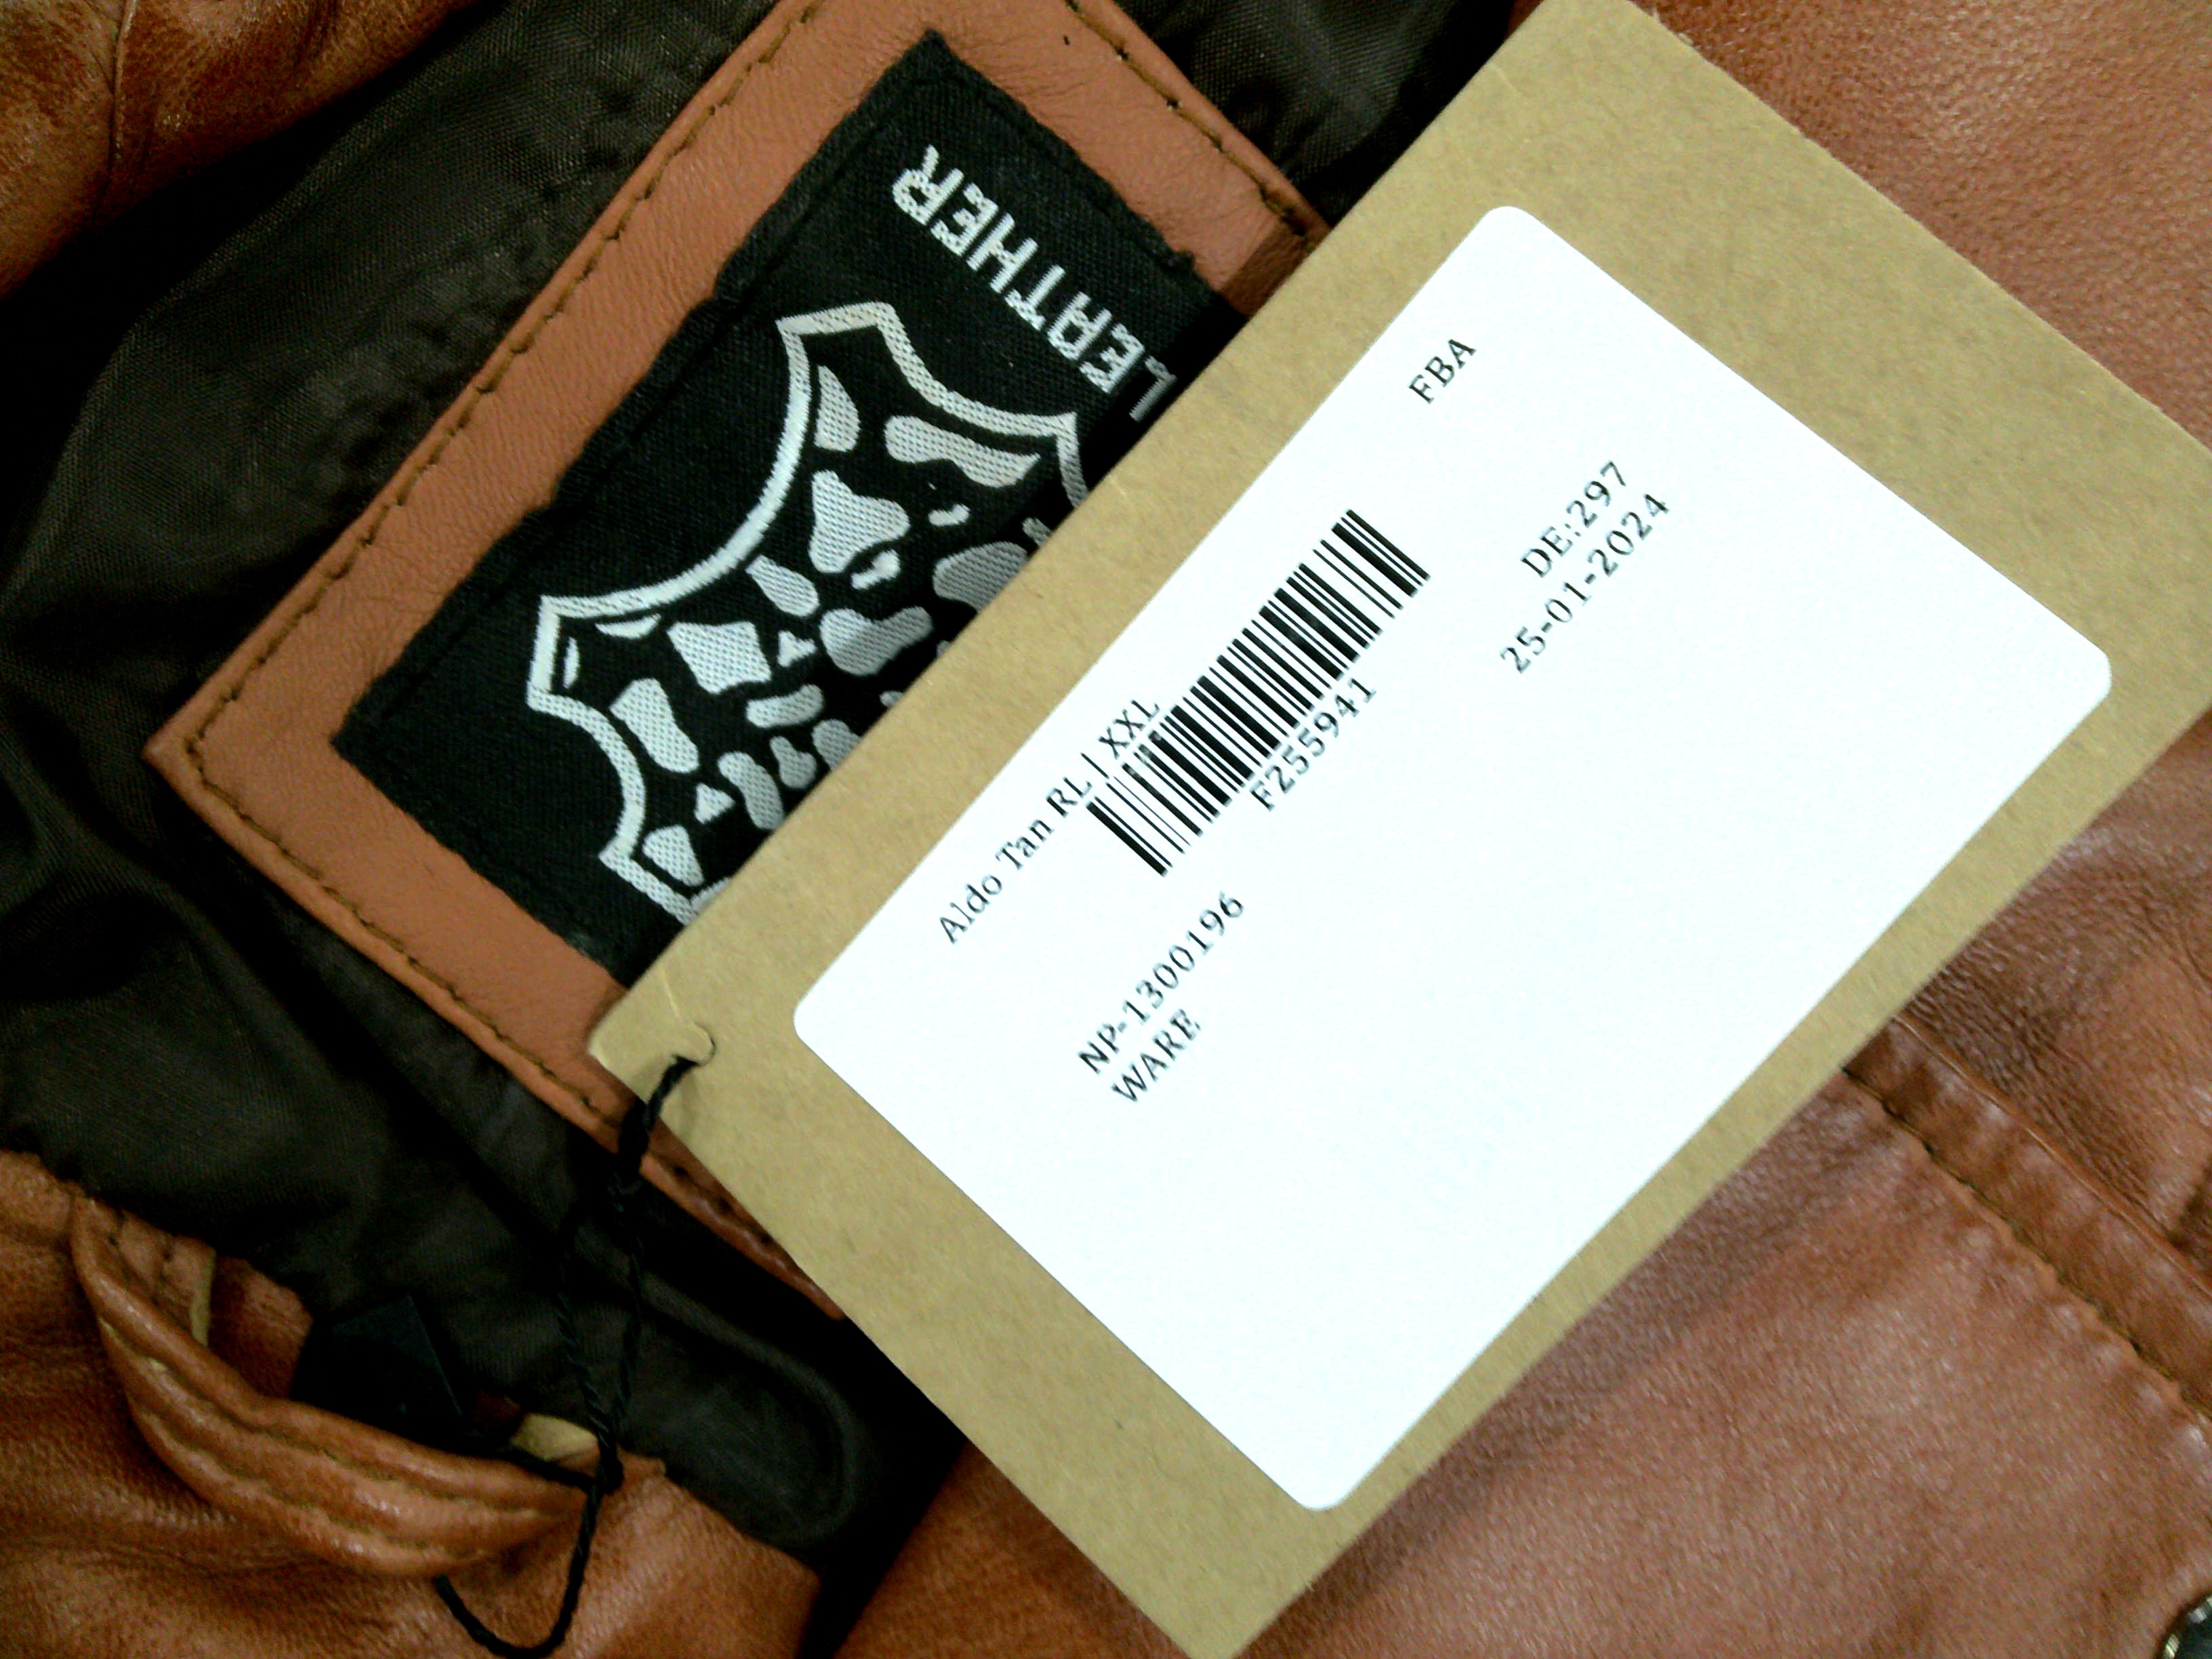 LEATHER
FBA
Aldo Tan RL | XXL
F255941
DE:297
25-01-2024
NP-1300196
WARE